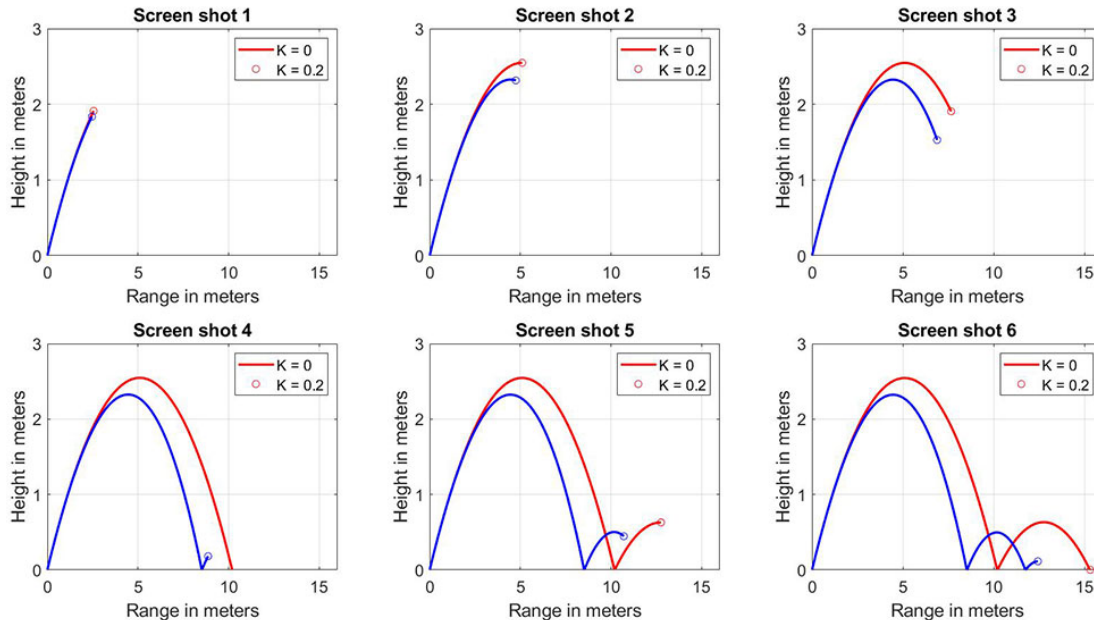 Screen shot 1
3
2
1
0
0
5
10
15
Height in meters
Range in meters
K = 0
K = 0.2
Screen shot 2
3
2
1
0
0
5
10
15
Height in meters
Range in meters
K = 0
K = 0.2
Screen shot 3
3
2
1
0
0
5
10
15
Height in meters
Range in meters
K = 0
K = 0.2
Screen shot 4
3
2
1
0
0
5
10
15
Height in meters
Range in meters
K = 0
K = 0.2
Screen shot 5
3
2
1
0
0
5
10
15
Height in meters
Range in meters
K = 0
K = 0.2
Screen shot 6
3
2
1
0
0
5
10
15
Height in meters
Range in meters
K = 0
K = 0.2